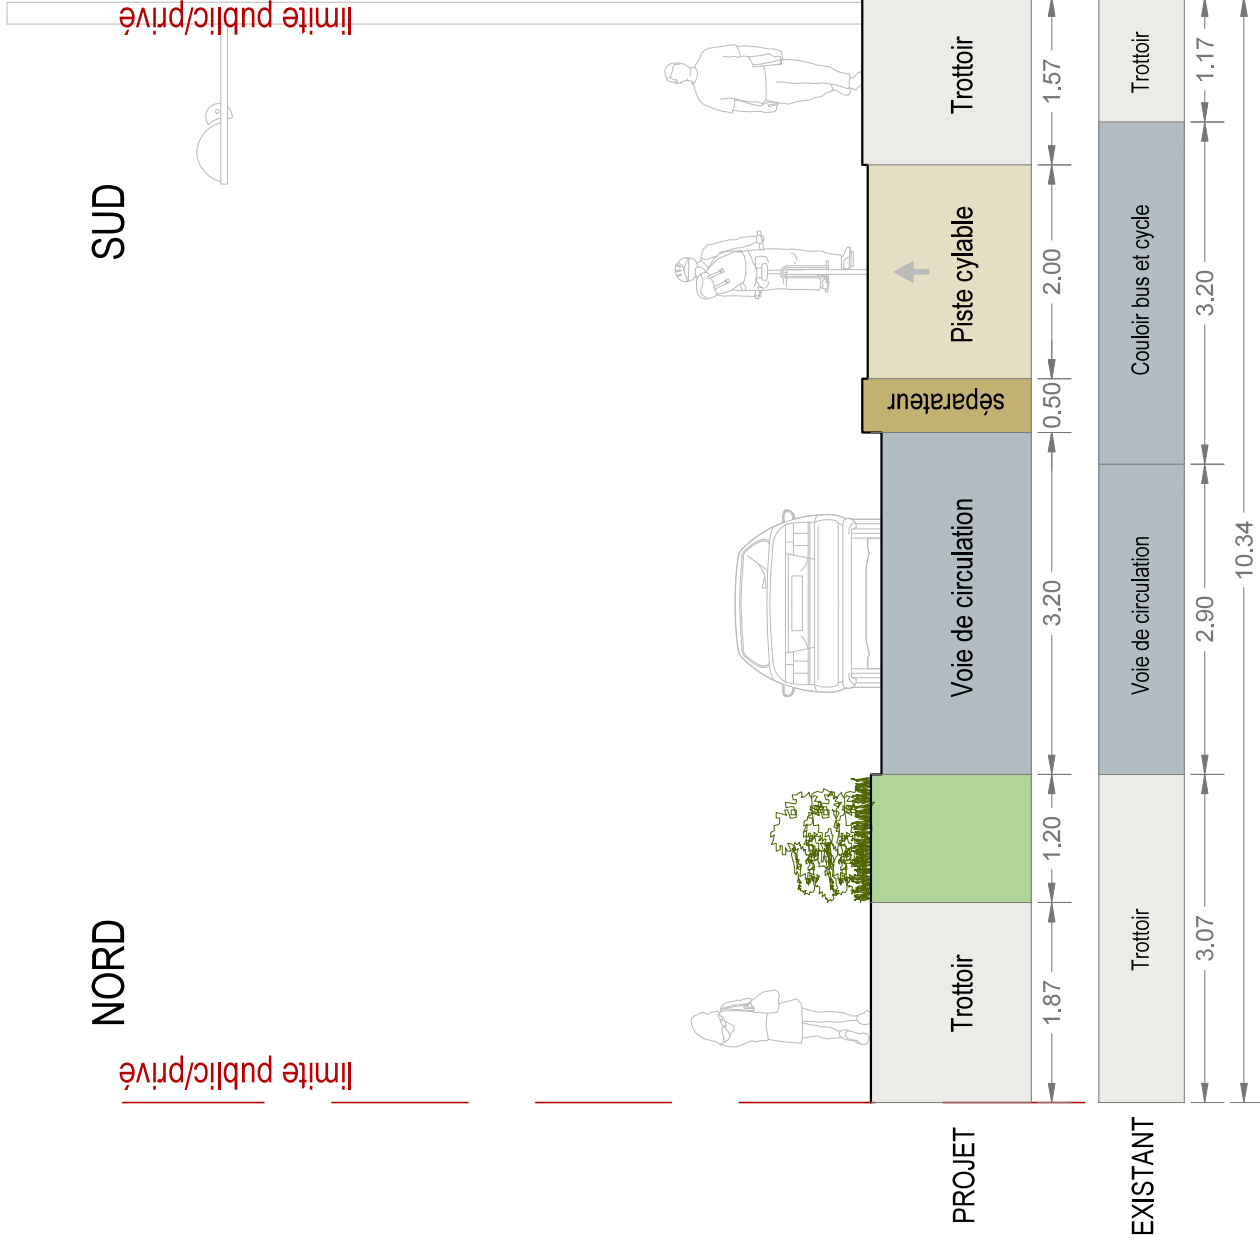 NORD
SUD
limite public/privé
limite public/privé
PROJET
Trottoir
Voie de circulation
séparateur
Piste cylable
Trottoir
1.87
1.20
3.20
0.50
2.00
1.57
EXISTANT
Trottoir
Voie de circulation
Couloir bus et cycle
Trottoir
3.07
2.90
3.20
1.17
10.34